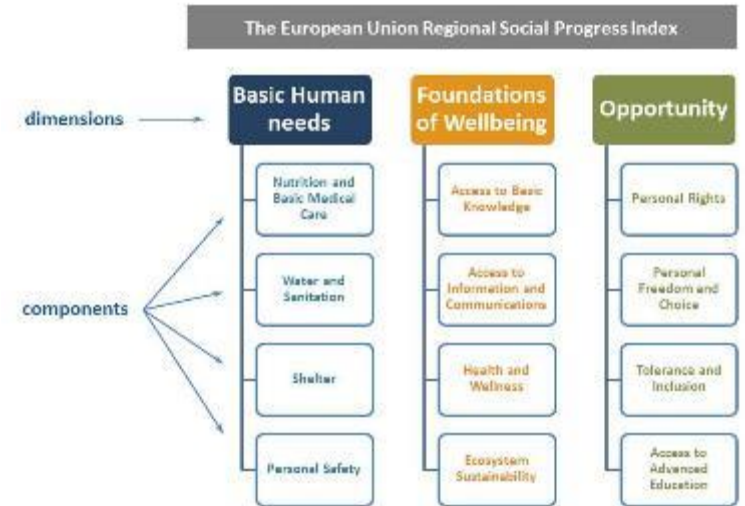 The European Union Regional Social Progress Index
dimensions
Basic Human
needs
Foundations
of Wellbeing
Opportunity
components
Nutrition and
Basic Medical
Care
Water and
Sanitation
Shelter
Personal Safety
Access to Basic
Knowledge
Access to
Information and
Communications
Health and
Wellness
Ecosystem
Sustainability
Personal Rights
Personal
Freedom and
Choice
Tolerance and
Inclusion
Access to
Advanced
Education